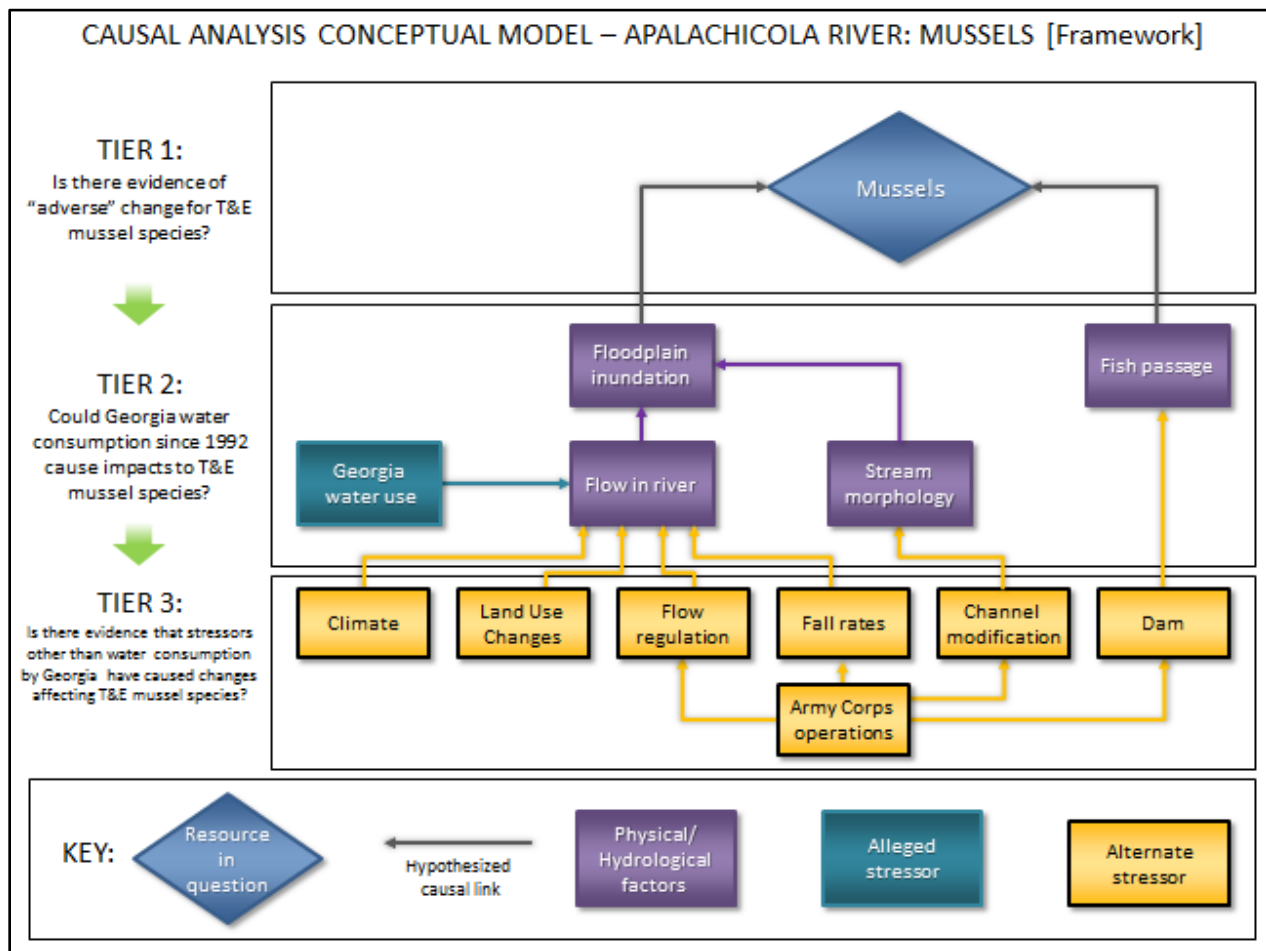 CAUSAL ANALYSIS CONCEPTUAL MODEL – APALACHICOLA RIVER: MUSSELS [Framework]
TIER 1:
Is there evidence of
“adverse” change for T&E
mussel species?
Mussels
TIER 2:
Could Georgia water
consumption since 1992
cause impacts to T&E
mussel species?
Floodplain
inundation
Fish passage
Georgia
water use
Flow in river
Stream
morphology
TIER 3:
Is there evidence that stressors
other than water consumption
by Georgia have caused changes
affecting T&E mussel species?
Climate
Land Use
Changes
Flow
regulation
Fall rates
Channel
modification
Dam
Army Corps
operations
KEY:
Resource
in
question
Hypothesized
causal link
Physical/
Hydrological
factors
Alleged
stressor
Alternate
stressor